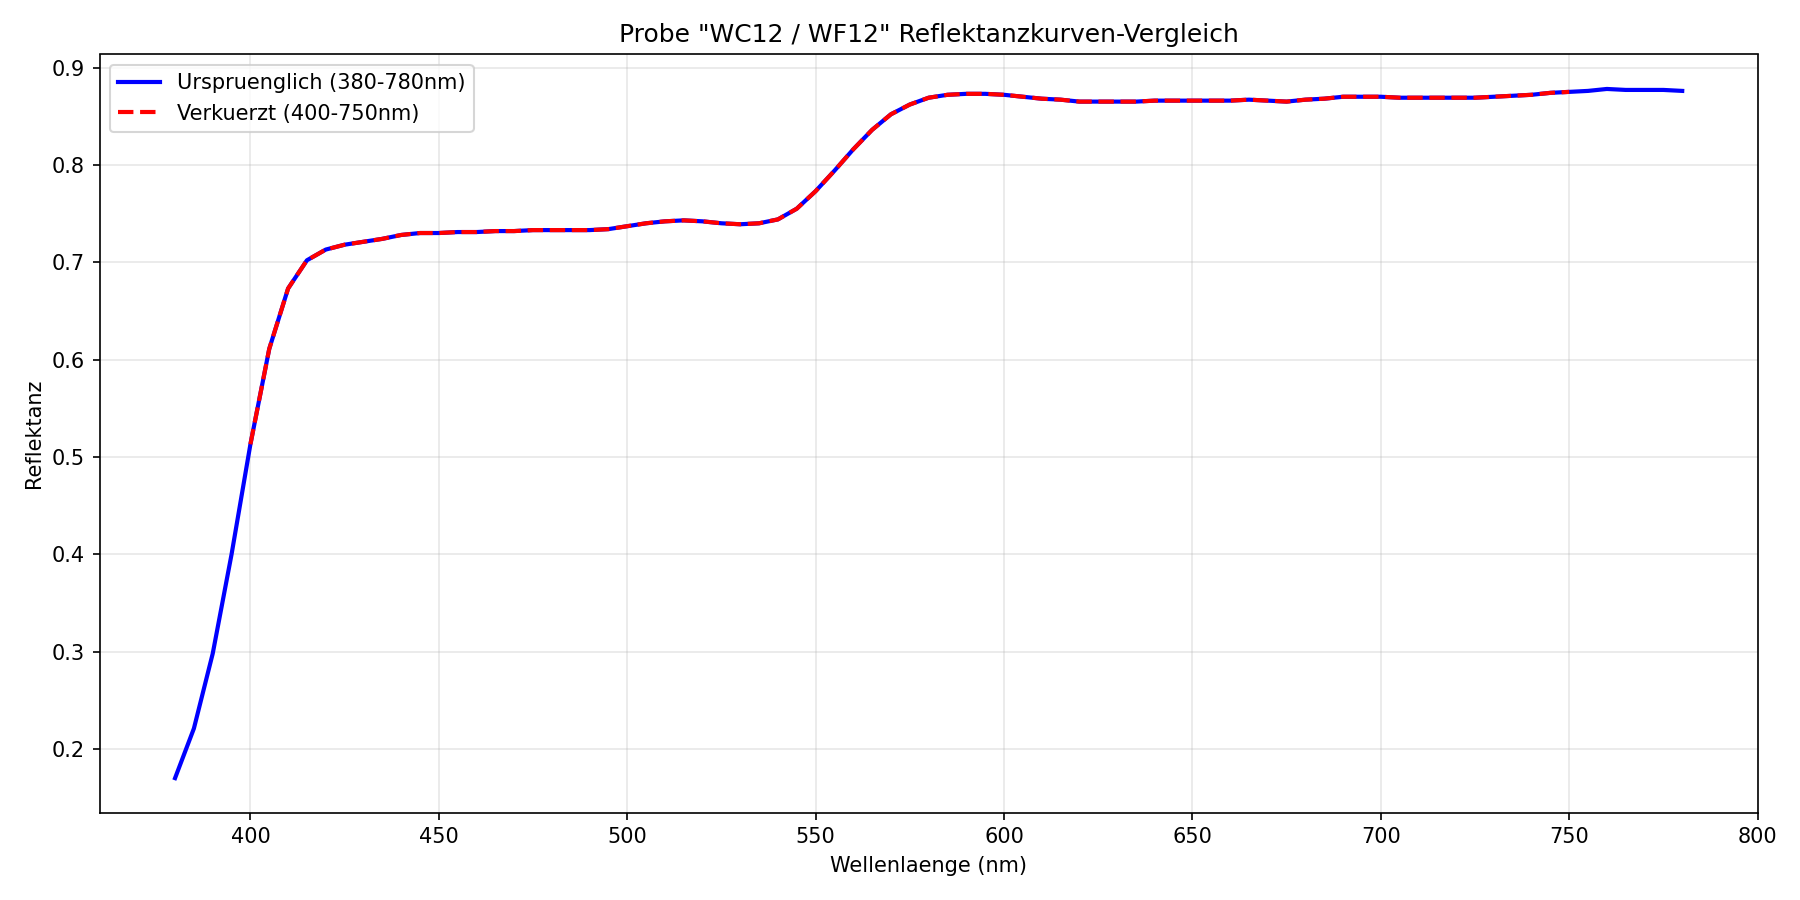 Probe "WC12 / WF12" Reflektanzkurven-Vergleich
Urspruenglich (380-780nm)
Verkuerzt (400-750nm)
0.9
0.8
0.7
0.6
0.5
0.4
0.3
0.2
Reflektanz
400 450 500 550 600 650 700 750 800
Wellenlaenge (nm)